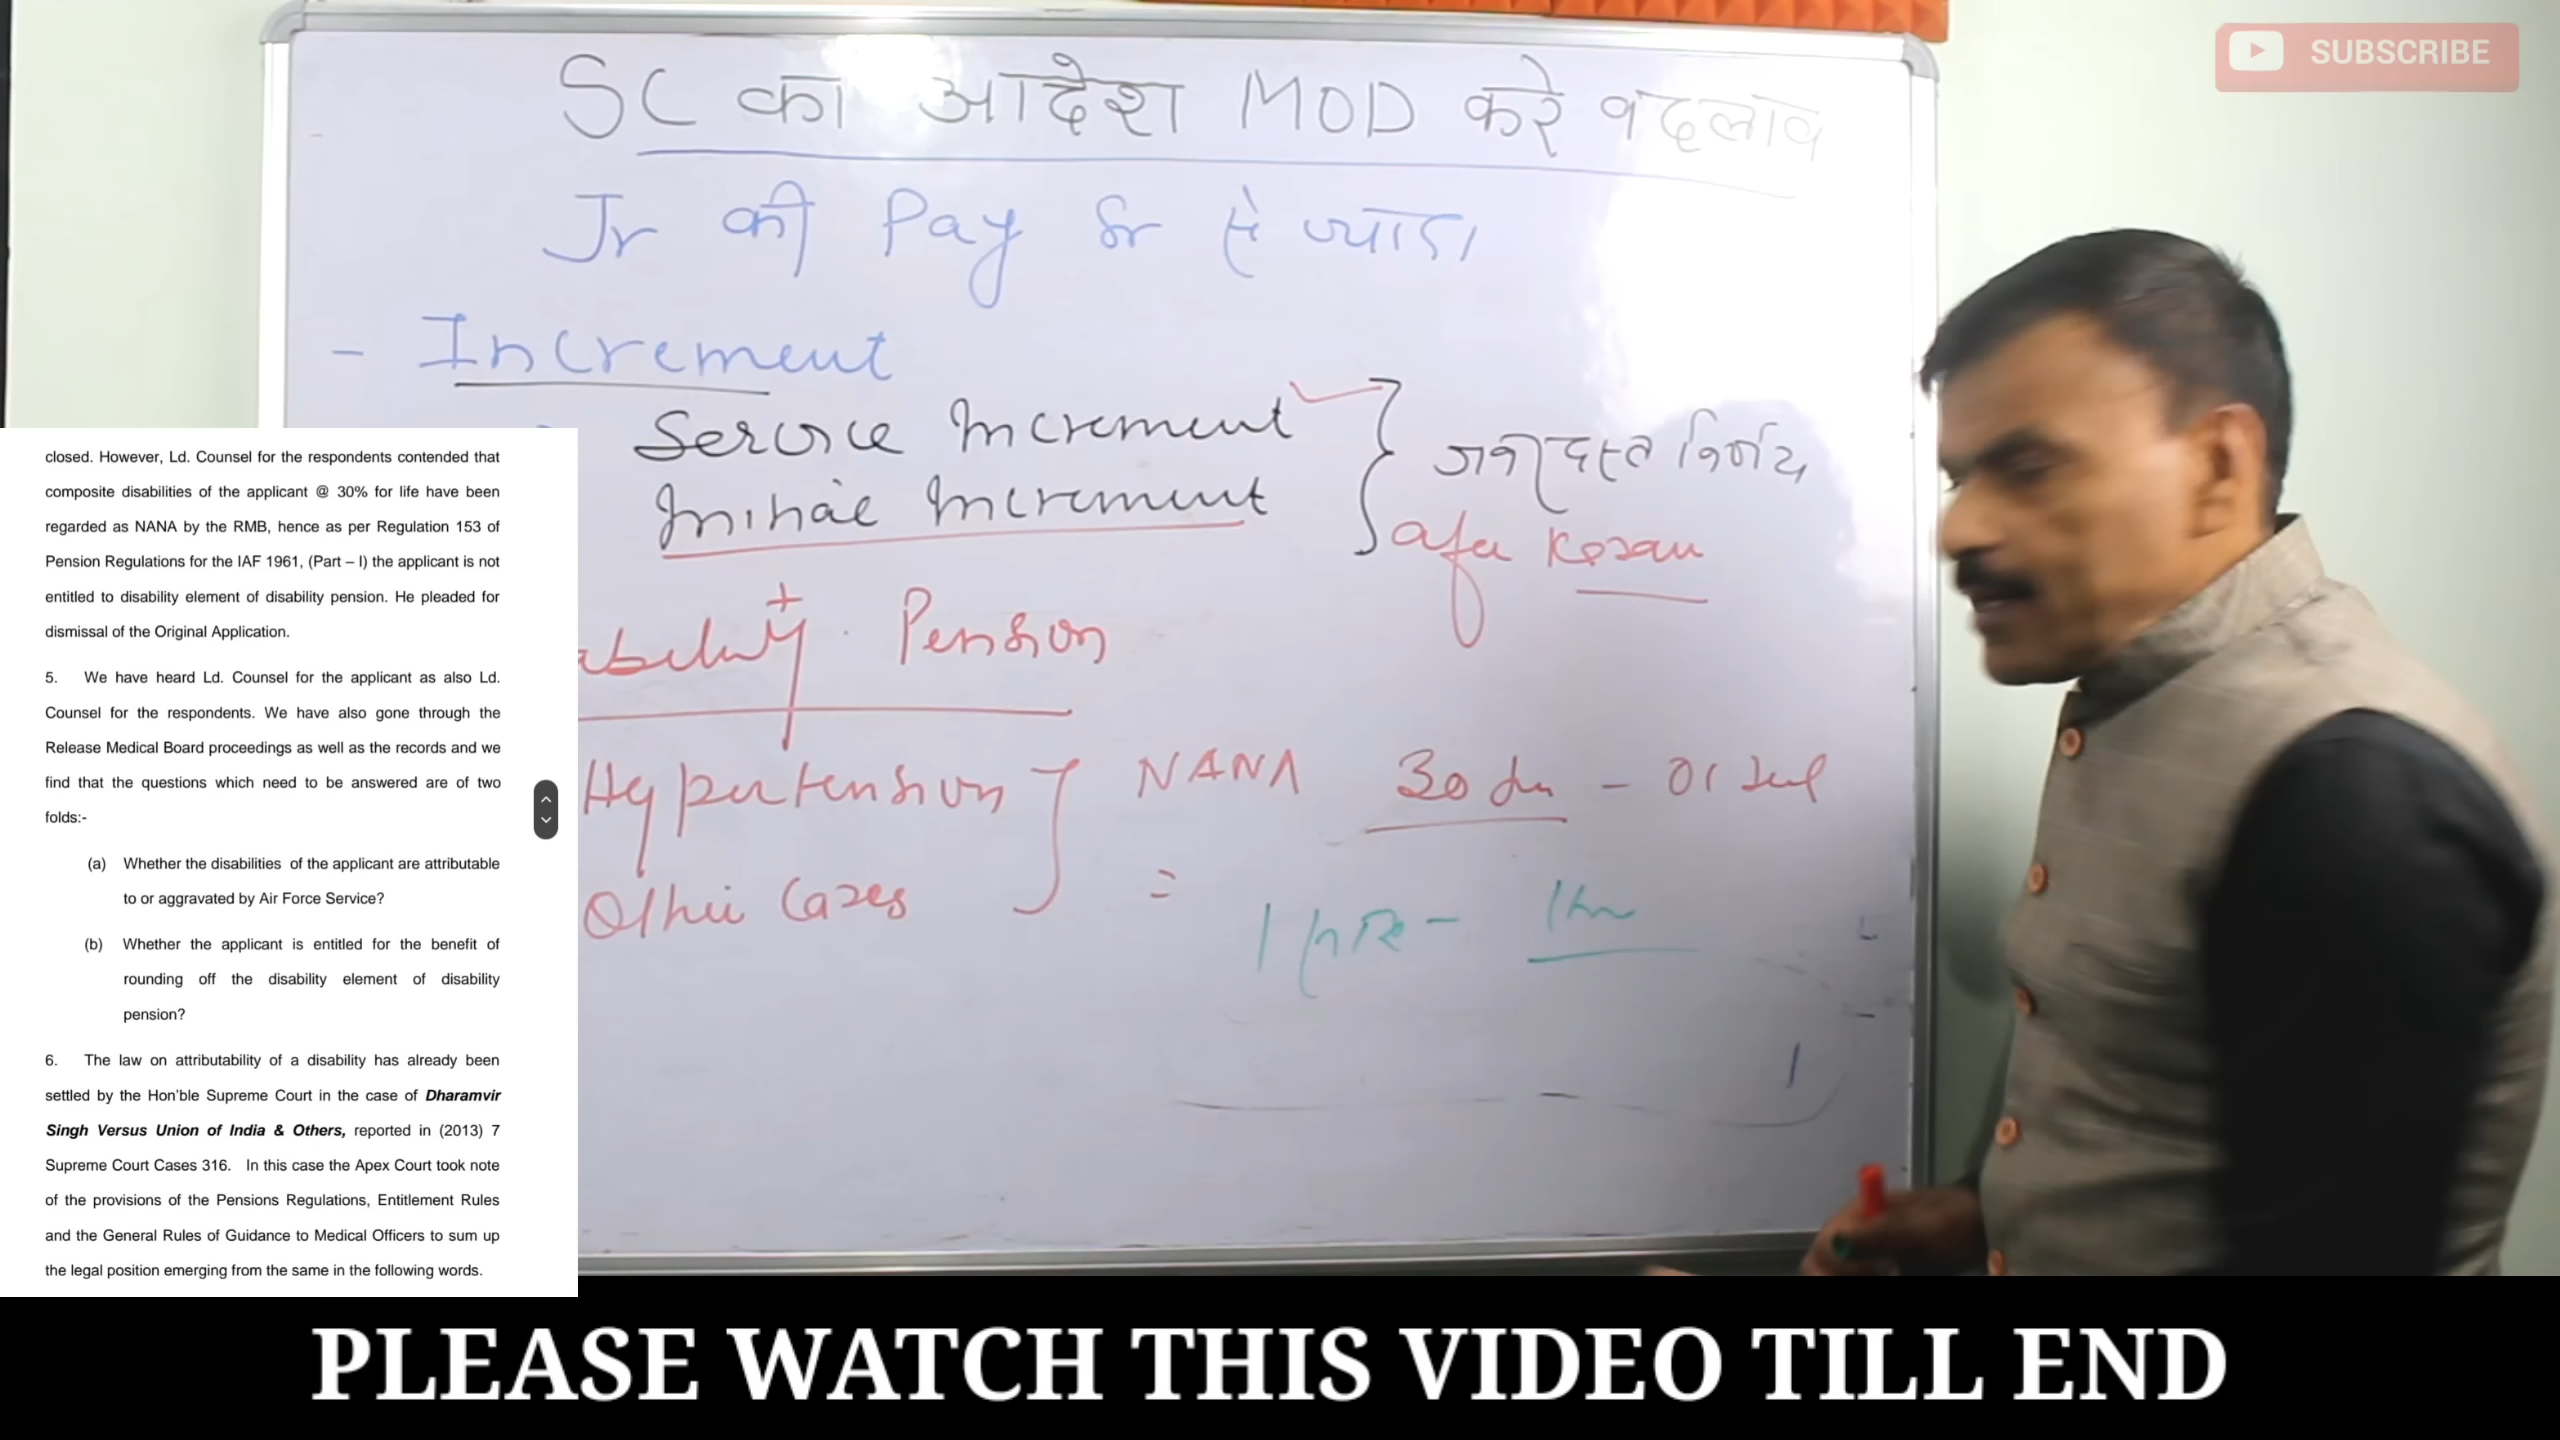 SUBSCRIBE
SC का आदेश MOD करे बदलाव
Jr की Pay Sr से ज्यादा
- Increment
Service Increment
Initial Increment
जबरदस्त निर्णय
after
ability Pension
Hypertension
Other Cases
NANA
30 Jun - 01 Jul
=
closed. However, Ld. Counsel for the respondents contended that
composite disabilities of the applicant @ 30% for life have been
regarded as NANA by the RMB, hence as per Regulation 153 of
Pension Regulations for the IAF 1961, (Part – I) the applicant is not
entitled to disability element of disability pension. He pleaded for
dismissal of the Original Application.
5. We have heard Ld. Counsel for the applicant as also Ld.
Counsel for the respondents. We have also gone through the
Release Medical Board proceedings as well as the records and we
find that the questions which need to be answered are of two
folds:-
(a) Whether the disabilities of the applicant are attributable
to or aggravated by Air Force Service?
(b) Whether the applicant is entitled for the benefit of
rounding off the disability element of disability
pension?
6. The law on attributability of a disability has already been
settled by the Hon’ble Supreme Court in the case of Dharamvir
Singh Versus Union of India & Others, reported in (2013) 7
Supreme Court Cases 316. In this case the Apex Court took note
of the provisions of the Pensions Regulations, Entitlement Rules
and the General Rules of Guidance to Medical Officers to sum up
the legal position emerging from the same in the following words.
PLEASE WATCH THIS VIDEO TILL END